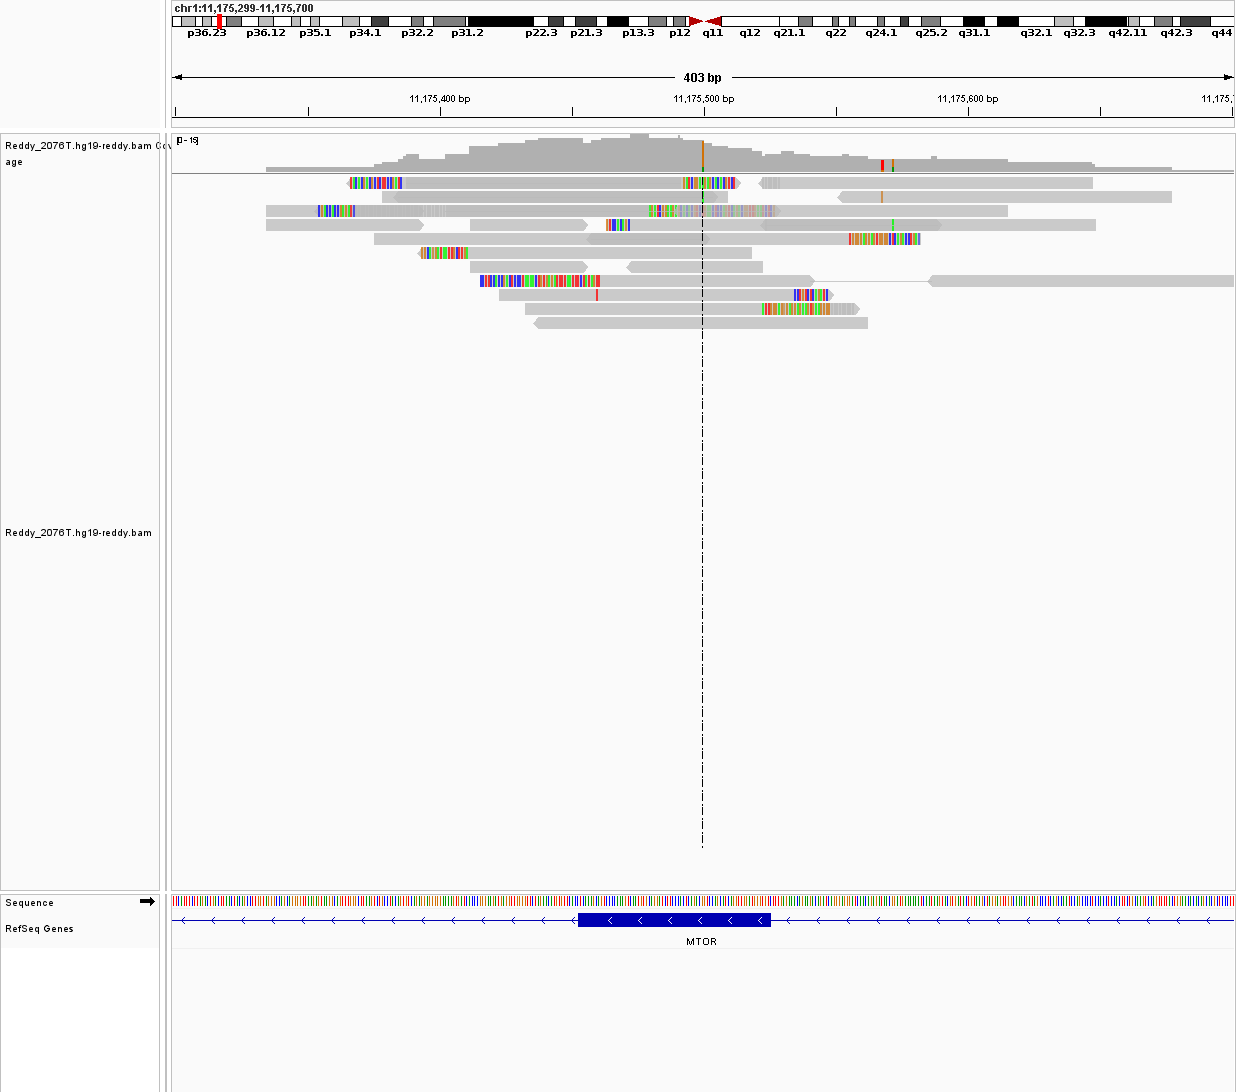 chr1:11,175,299-11,175,700
p36.23 p36.12 p35.1 p34.1 p32.2 p31.2 p22.3 p21.3 p13.3 p12 q11 q12 q21.1 q22 q24.1 q25.2 q31.1 q32.1 q32.3 q42.11 q42.3 q44
403 bp
11,175,400 bp 11,175,500 bp 11,175,600 bp 11,175,7
[0 - 19]
Reddy_2076T.hg19-reddy.bam Cov
age
Reddy_2076T.hg19-reddy.bam
Sequence
RefSeq Genes
MTOR